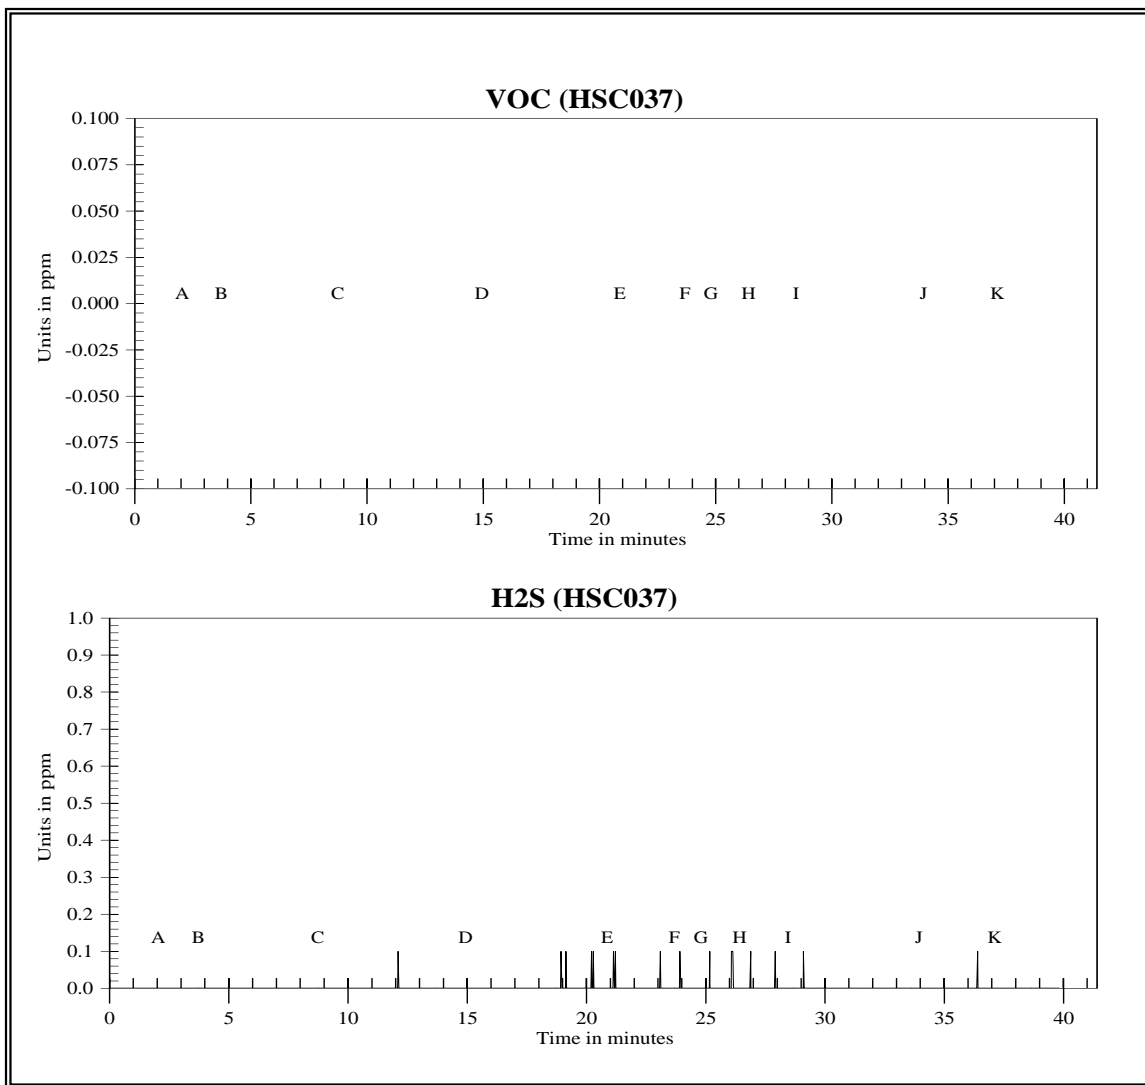 VOC (HSC037)
0.100
0.075
0.050
0.025
0.000
-0.025
-0.050
-0.075
-0.100
Units in ppm
A B C D E F G H I J K
0 5 10 15 20 25 30 35 40
Time in minutes
H2S (HSC037)
1.0
0.9
0.8
0.7
0.6
0.5
0.4
0.3
0.2
0.1
0.0
Units in ppm
A B C D E F G H I J K
0 5 10 15 20 25 30 35 40
Time in minutes